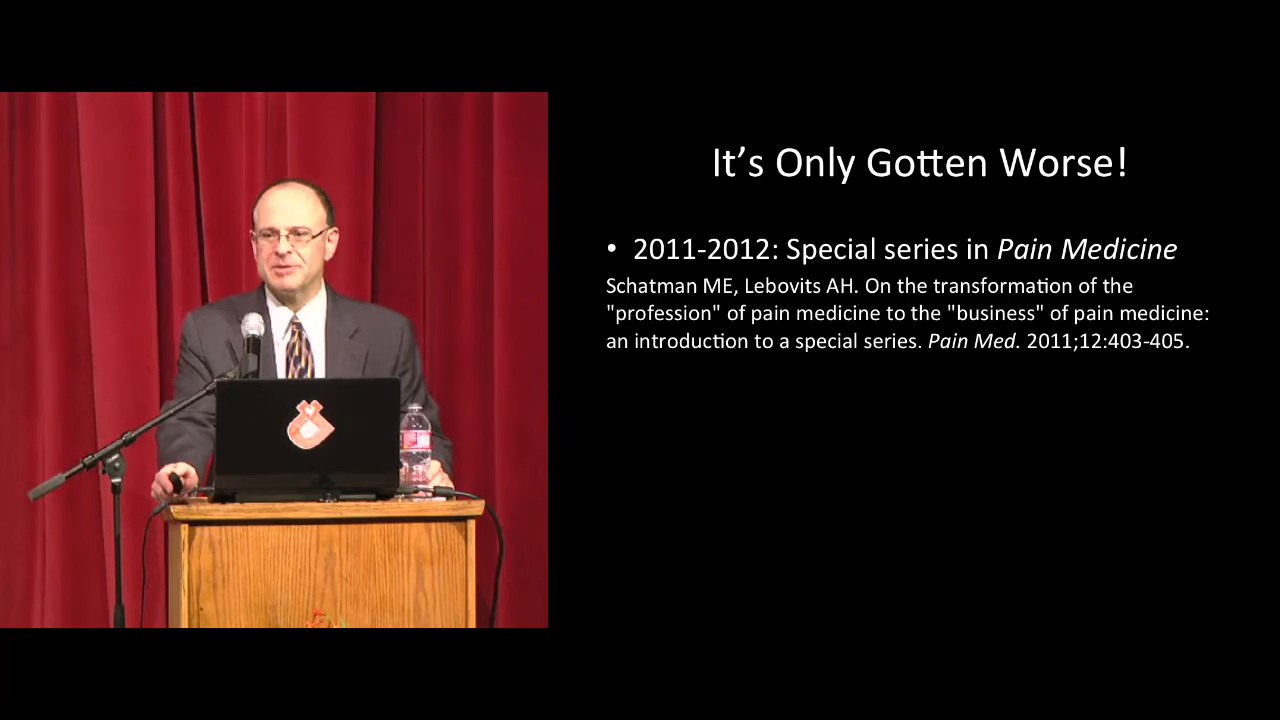 It's Only Gotten Worse!
• 2011-2012: Special series in Pain Medicine
Schatman ME, Lebovits AH. On the transformation of the
"profession" of pain medicine to the "business" of pain medicine:
an introduction to a special series. Pain Med. 2011;12:403-405.